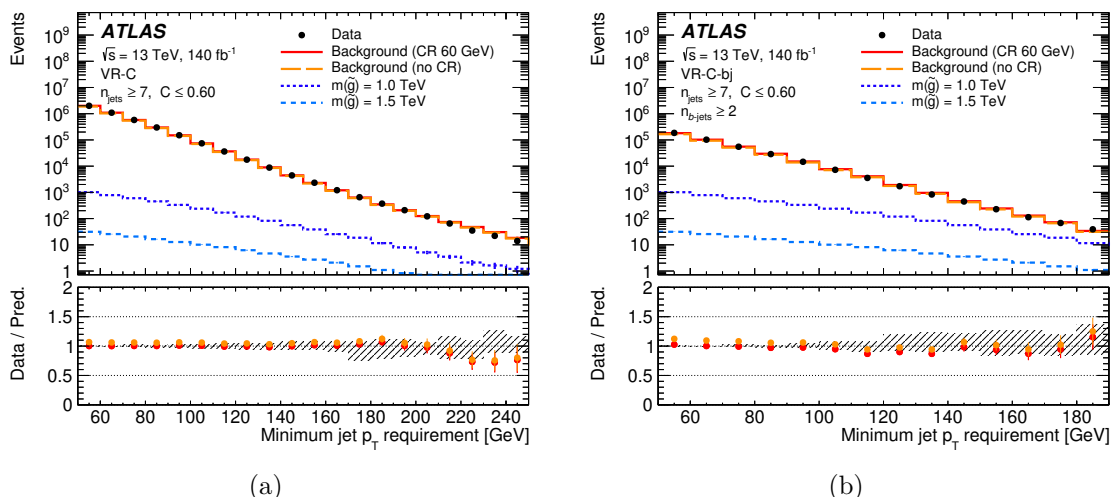 Events
10⁹
10⁸
10⁷
10⁶
10⁵
10⁴
10³
10²
10
1
ATLAS
√s = 13 TeV, 140 fb⁻¹
VR-C
n_jets ≥ 7, C ≤ 0.60
Data
Background (CR 60 GeV)
Background (no CR)
m(g̃) = 1.0 TeV
m(g̃) = 1.5 TeV
Data / Pred.
2
1.5
1
0.5
0
60 80 100 120 140 160 180 200 220 240
Minimum jet p_T requirement [GeV]
(a)
Events
10⁹
10⁸
10⁷
10⁶
10⁵
10⁴
10³
10²
10
1
ATLAS
√s = 13 TeV, 140 fb⁻¹
VR-C-bj
n_jets ≥ 7, C ≤ 0.60
n_b-jets ≥ 2
Data
Background (CR 60 GeV)
Background (no CR)
m(g̃) = 1.0 TeV
m(g̃) = 1.5 TeV
Data / Pred.
2
1.5
1
0.5
0
60 80 100 120 140 160 180
Minimum jet p_T requirement [GeV]
(b)